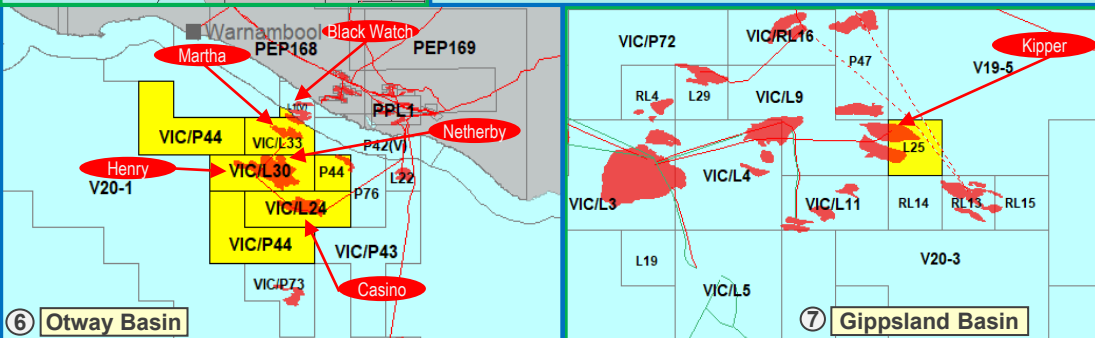 Warnambool
Black Watch
PEP168
PEP169
Martha
L1(V)
PPL1
Netherby
VIC/P44
VIC/L33
P42(V)
Henry
VIC/L30
P44
L22
V20-1
P76
VIC/L24
VIC/P44
VIC/P43
VIC/P73
Casino
6 Otway Basin
VIC/P72
VIC/RL16
Kipper
P47
V19-5
RL4
L29
VIC/L9
L25
VIC/L4
VIC/L3
VIC/L11
RL14
RL13
RL15
L19
V20-3
VIC/L5
7 Gippsland Basin